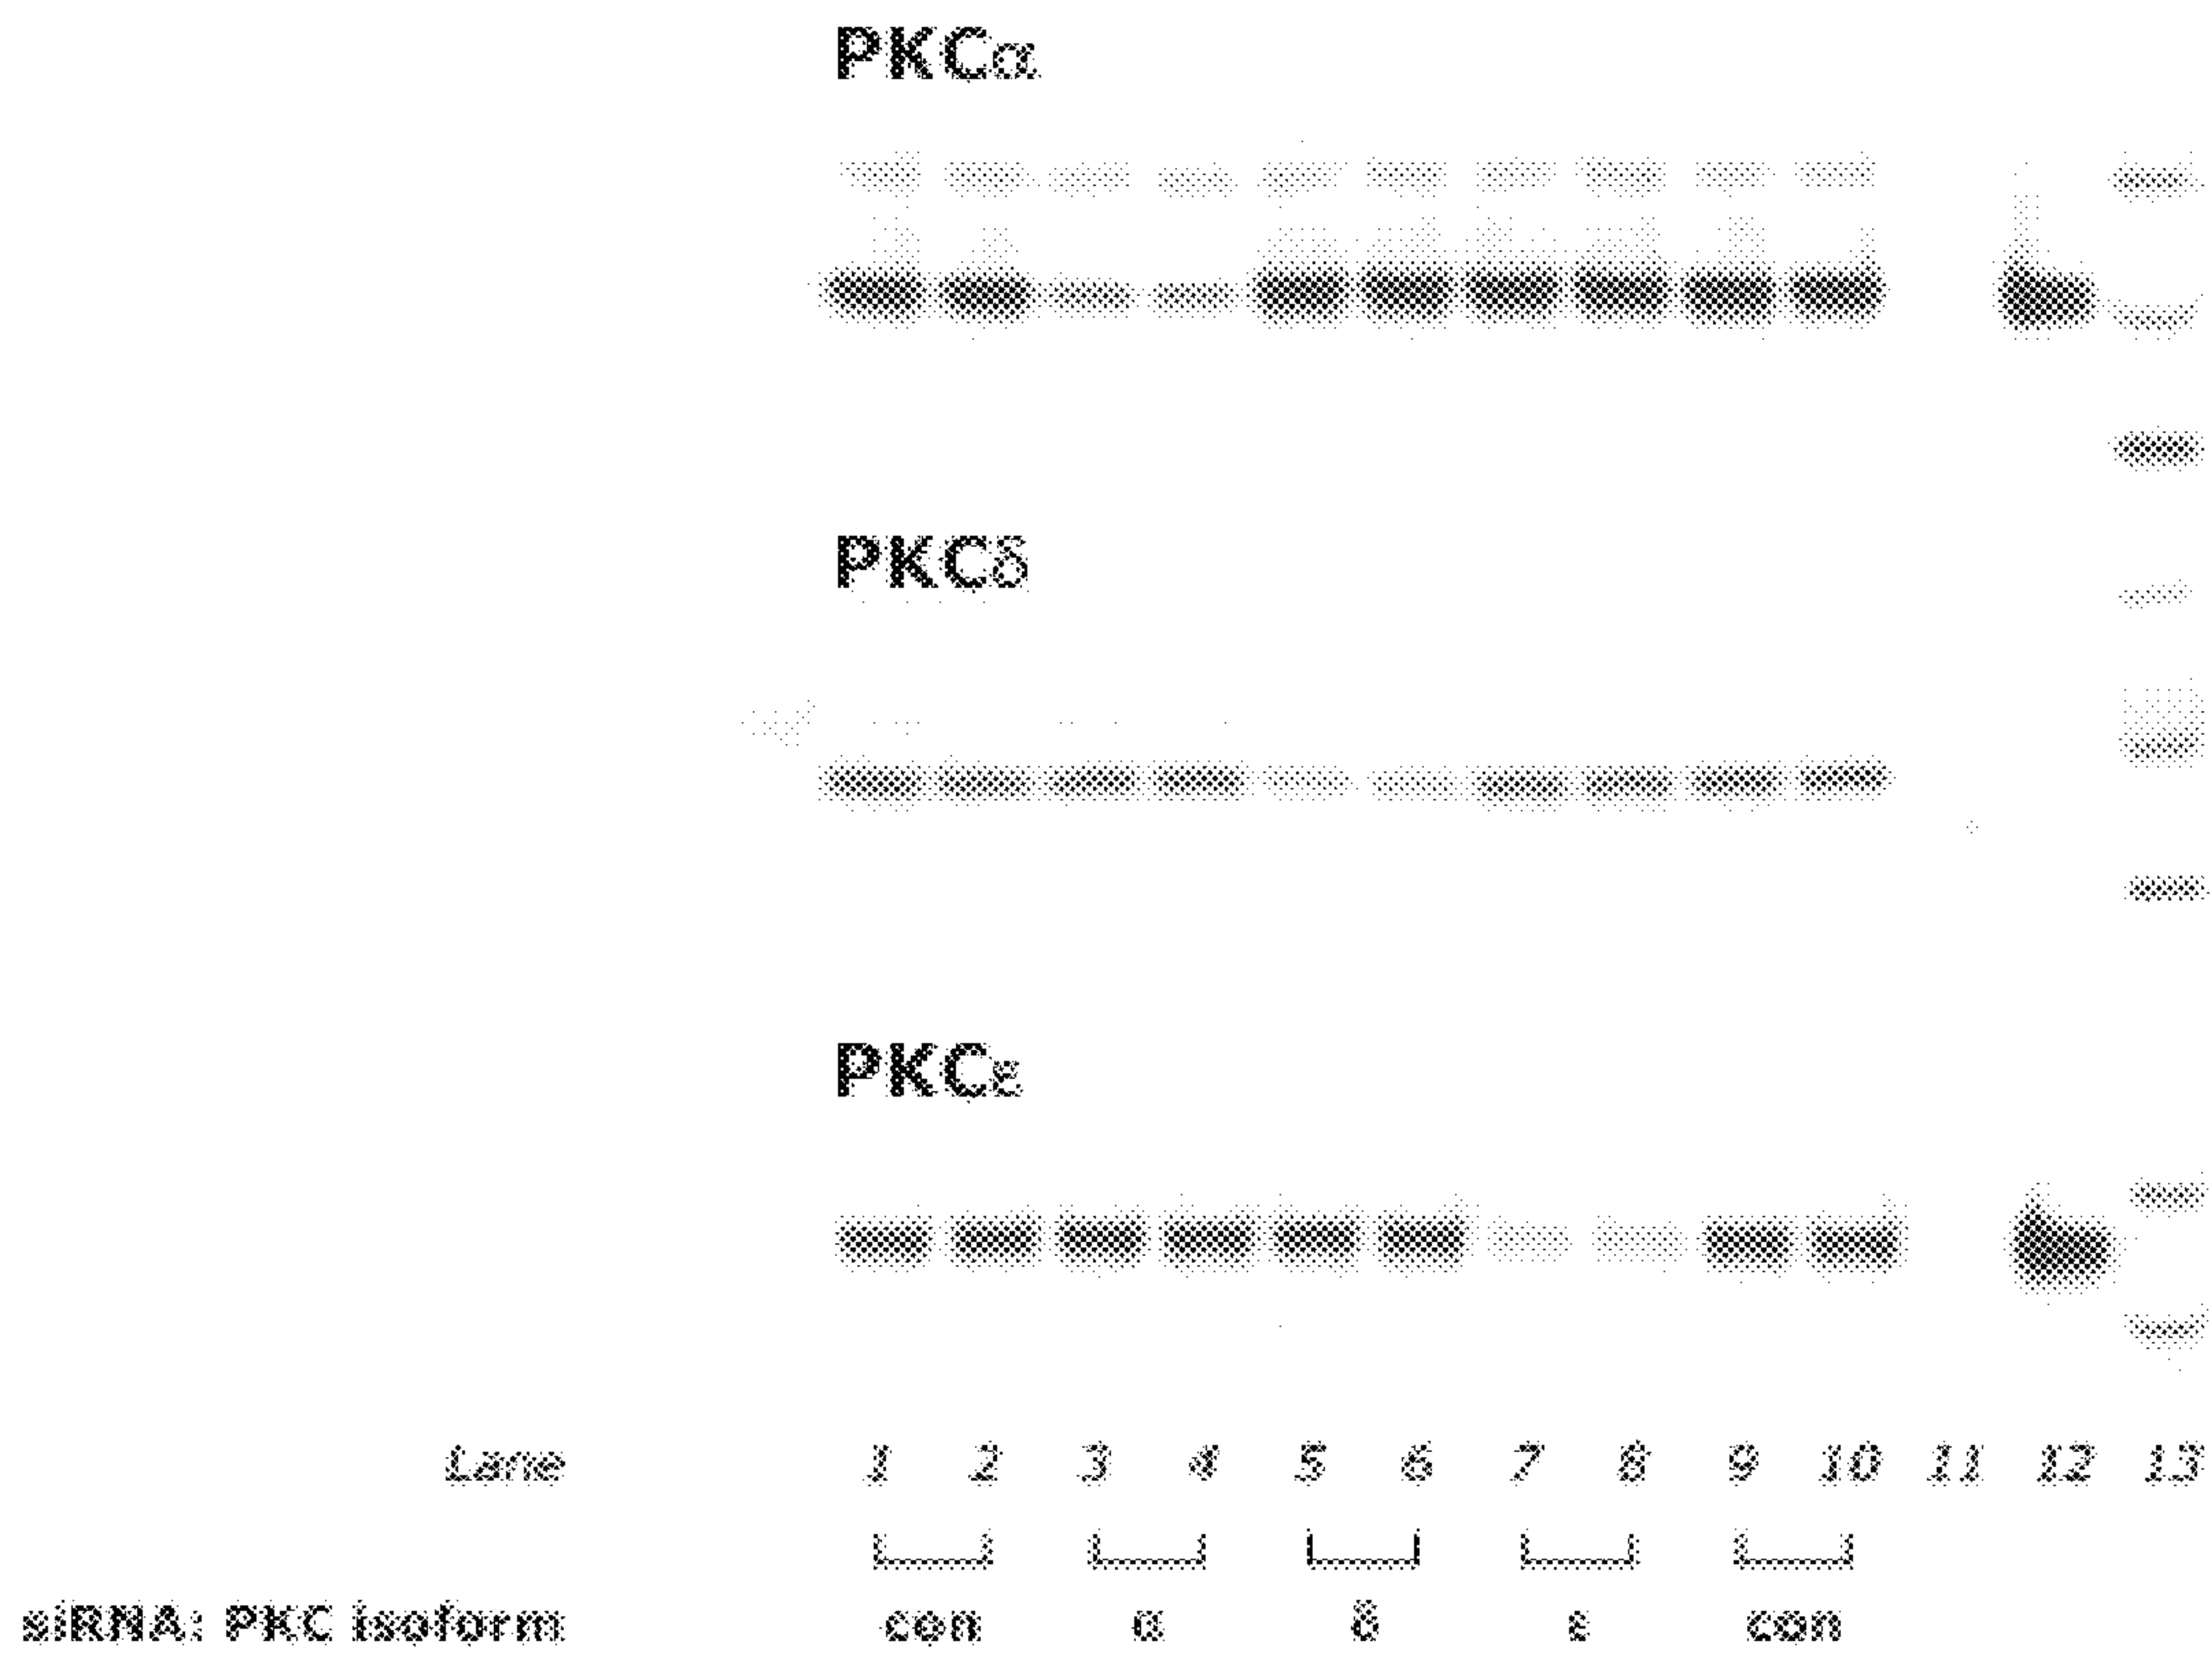 PKCα
PKCδ
PKCε
Lane 1 2 3 4 5 6 7 8 9 10 11 12 13
siRNA: PKC isoform con α δ ε con